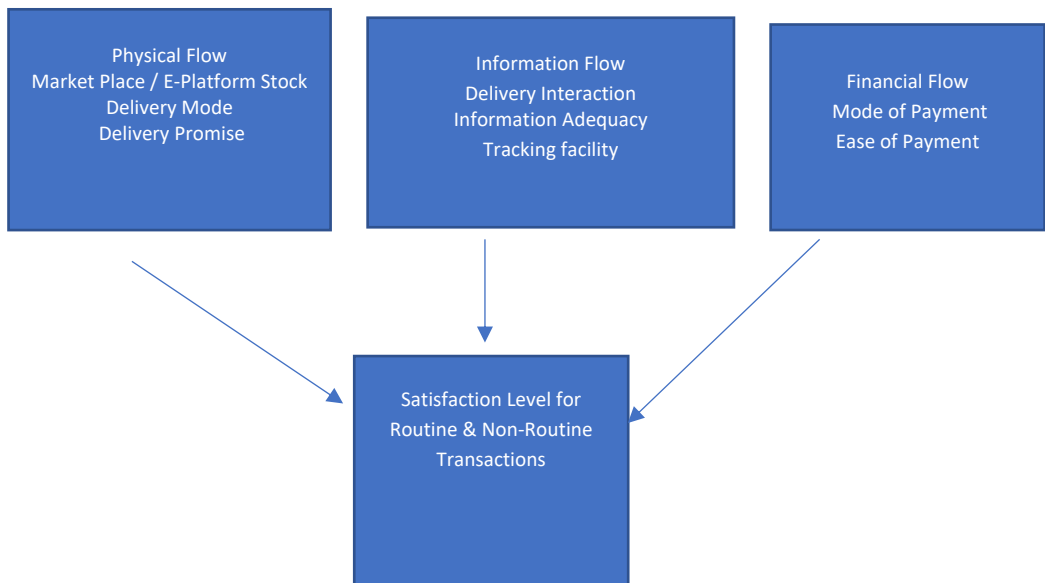 Physical Flow
Market Place / E-Platform Stock
Delivery Mode
Delivery Promise
Information Flow
Delivery Interaction
Information Adequacy
Tracking facility
Financial Flow
Mode of Payment
Ease of Payment
Satisfaction Level for
Routine & Non-Routine
Transactions